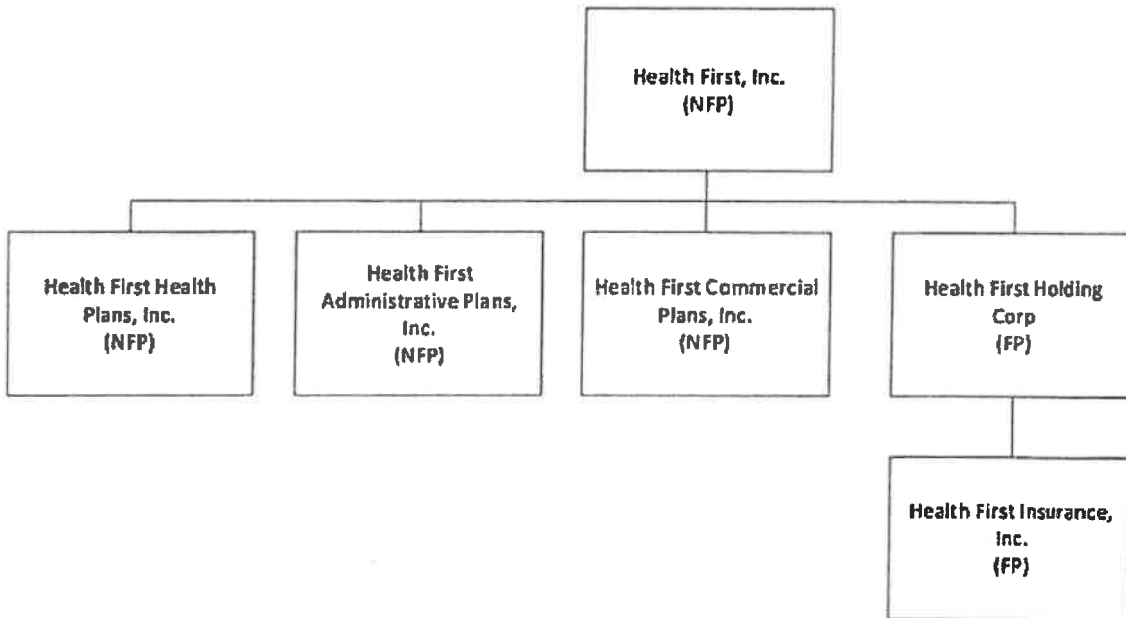 Health First, Inc.
(NFP)
Health First Health
Plans, Inc.
(NFP)
Health First
Administrative Plans,
Inc.
(NFP)
Health First Commercial
Plans, Inc.
(NFP)
Health First Holding
Corp
(FP)
Health First Insurance,
Inc.
(FP)